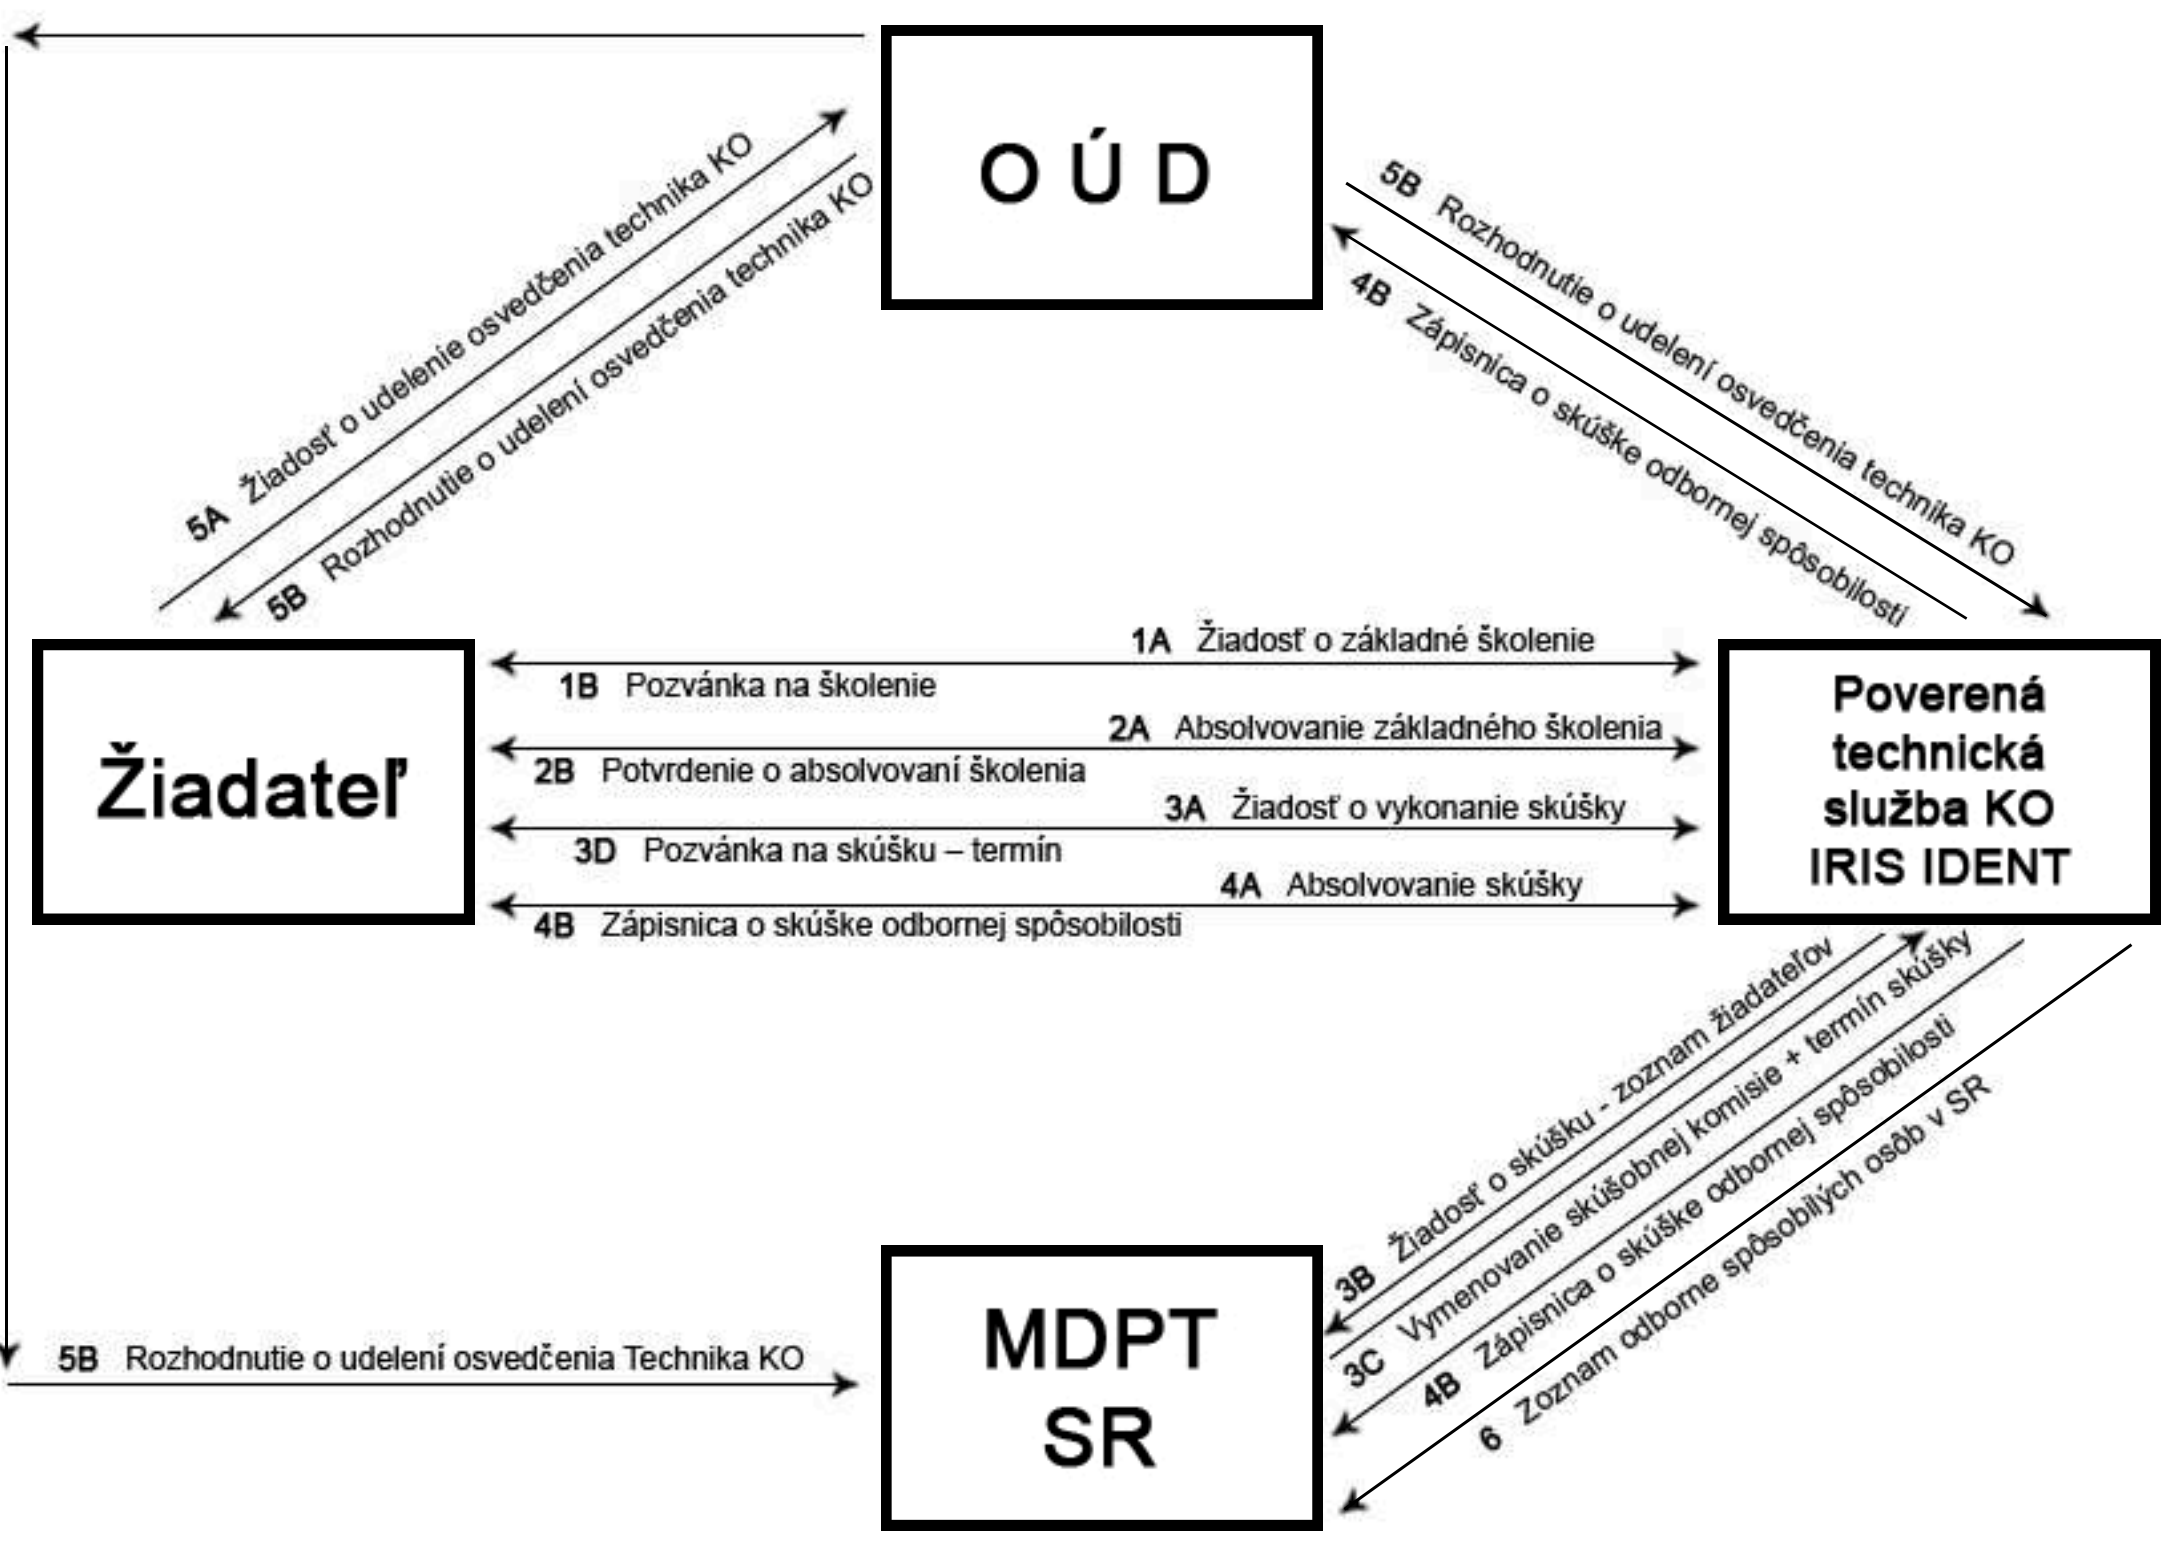 O Ú D
5A Žiadosť o udelenie osvedčenia technika KO
5B Rozhodnutie o udelení osvedčenia technika KO
5B Rozhodnutie o udelení osvedčenia technika KO
4B Zápisnica o skúške odbornej spôsobilosti
Žiadateľ
1A Žiadosť o základné školenie
1B Pozvánka na školenie
2A Absolvovanie základného školenia
2B Potvrdenie o absolvovaní školenia
3A Žiadosť o vykonanie skúšky
3D Pozvánka na skúšku – termín
4A Absolvovanie skúšky
4B Zápisnica o skúške odbornej spôsobilosti
Poverená
technická
služba KO
IRIS IDENT
3B Žiadosť o skúšku - zoznam žiadateľov
3C Vymenovanie skúšobnej komisie + termín skúšky
4B Zápisnica o skúške odbornej spôsobilosti
6 Zoznam odborne spôsobilých osôb v SR
5B Rozhodnutie o udelení osvedčenia Technika KO
MDPT
SR